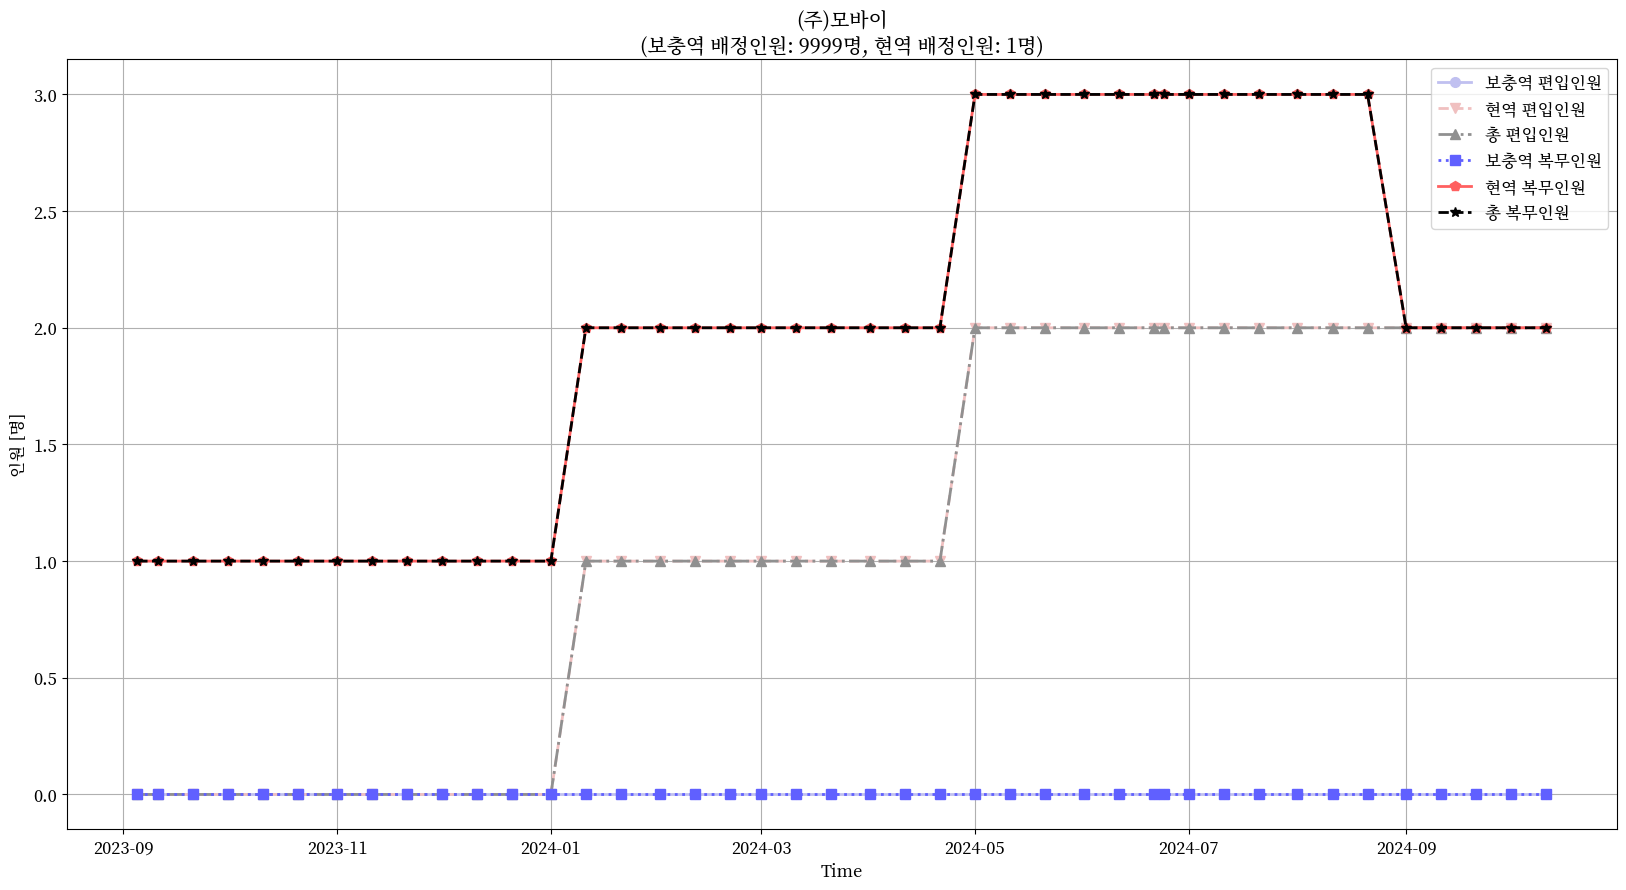 (주)모바이
(보충역 배정인원: 9999명, 현역 배정인원: 1명)
보충역 편입인원
현역 편입인원
총 편입인원
보충역 복무인원
현역 복무인원
총 복무인원
인원 [명]
3.0
2.5
2.0
1.5
1.0
0.5
0.0
2023-09
2023-11
2024-01
2024-03
2024-05
2024-07
2024-09
Time